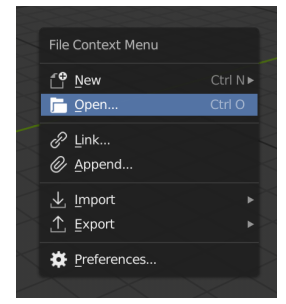 File Context Menu
New Ctrl N
Open... Ctrl O
Link...
Append...
Import
Export
Preferences...